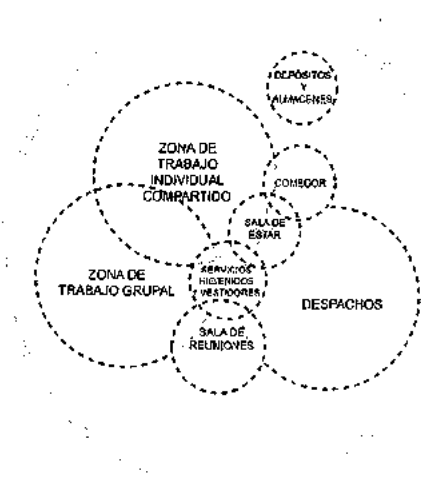 DEPÓSITOS
Y
ALMACENES
ZONA DE
TRABAJO
INDIVIDUAL
COMPARTIDO
COMEDOR
SALA DE
ESTAR
SERVICIOS
HIGIENICOS
VESTIDORES
ZONA DE
TRABAJO GRUPAL
DESPACHOS
SALA DE
REUNIONES